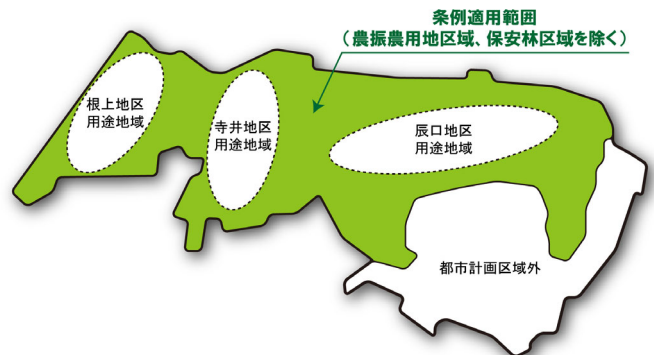 条例適用範囲
（農振農用地区域、保安林区域を除く）
根上地区
用途地域
寺井地区
用途地域
辰口地区
用途地域
都市計画区域外